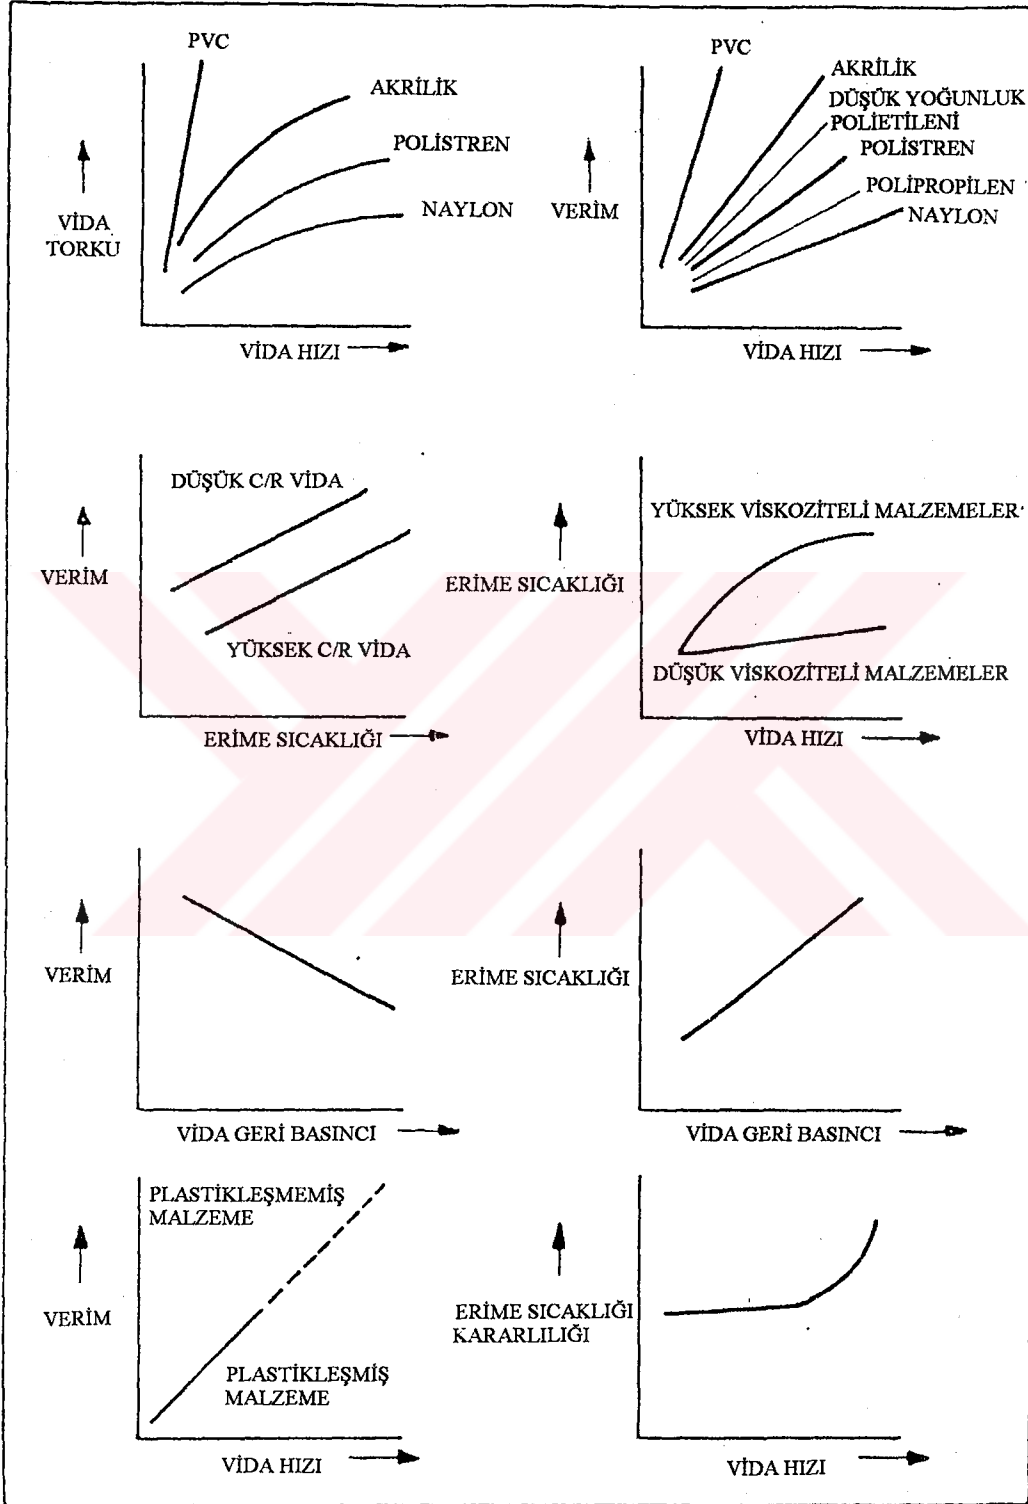 PVC
AKRİLİK
POLİSTREN
NAYLON
VİDA
TORKU
VİDA HIZI
PVC
AKRİLİK
DÜŞÜK YOĞUNLUK
POLIETİLENİ
POLİSTREN
POLİPROPİLEN
NAYLON
VERİM
VİDA HIZI
DÜŞÜK C/R VİDA
VERİM
YÜKSEK C/R VİDA
ERİME SICAKLIĞI
YÜKSEK VİSKOZİTELİ MALZEMELER
ERİME SICAKLIĞI
DÜŞÜK VİSKOZİTELİ MALZEMELER
VİDA HIZI
VERİM
VİDA GERİ BASINCI
ERİME SICAKLIĞI
VİDA GERİ BASINCI
PLASTİKLEŞMEMİŞ
MALZEME
VERİM
PLASTİKLEŞMİŞ
MALZEME
VİDA HIZI
ERİME SICAKLIĞI
KARARLILIĞI
VİDA HIZI